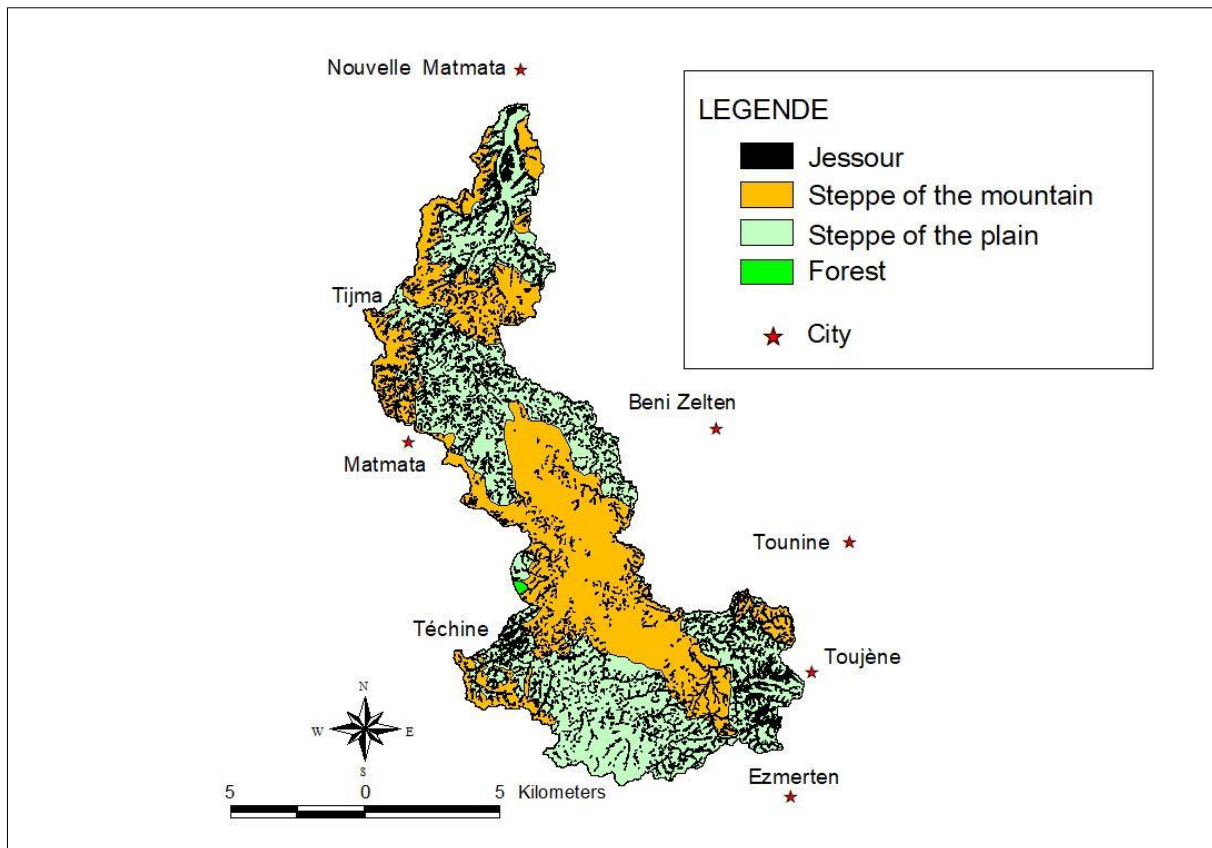 Nouvelle Matmata
LEGENDE
Jessour
Steppe of the mountain
Steppe of the plain
Forest
City
Tijma
Beni Zelten
Matmata
Tounine
Téchine
Toujène
N
W E
S
Ezmerten
5 0 5 Kilometers